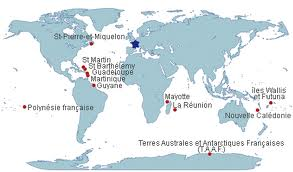 St-Pierre-et-Miquelon
St Martin
St Barthélémy
Guadeloupe
Martinique
Guyane
Polynésie française
Mayotte
La Réunion
Îles Wallis
et Futuna
Nouvelle Calédonie
Terres Australes et Antarctiques Françaises
(T.A.A.F.)